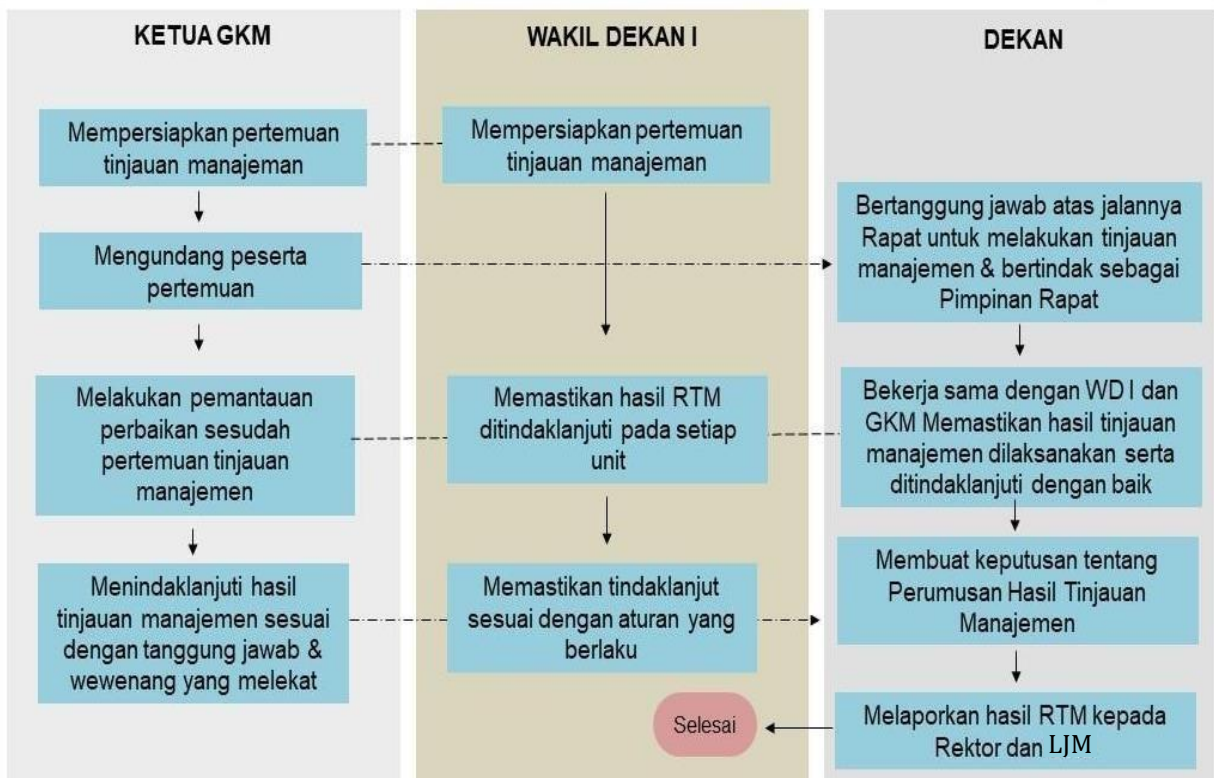 KETUA GKM
Mempersiapkan pertemuan
tinjauan manajeman
Mengundang peserta
pertemuan
Melakukan pemantauan
perbaikan sesudah
pertemuan tinjauan
manajemen
Menindaklanjuti hasil
tinjauan manajemen sesuai
dengan tanggung jawab &
wewenang yang melekat
WAKIL DEKAN I
Mempersiapkan pertemuan
tinjauan manajeman
Memastikan hasil RTM
ditindaklanjuti pada setiap
unit
Memastikan tindaklanjut
sesuai dengan aturan yang
berlaku
DEKAN
Bertanggung jawab atas jalannya
Rapat untuk melakukan tinjauan
manajemen & bertindak sebagai
Pimpinan Rapat
Bekerja sama dengan WD I dan
GKM Memastikan hasil tinjauan
manajemen dilaksanakan serta
ditindaklanjuti dengan baik
Membuat keputusan tentang
Perumusan Hasil Tinjauan
Manajemen
Melaporkan hasil RTM kepada
Rektor dan LJM
Selesai